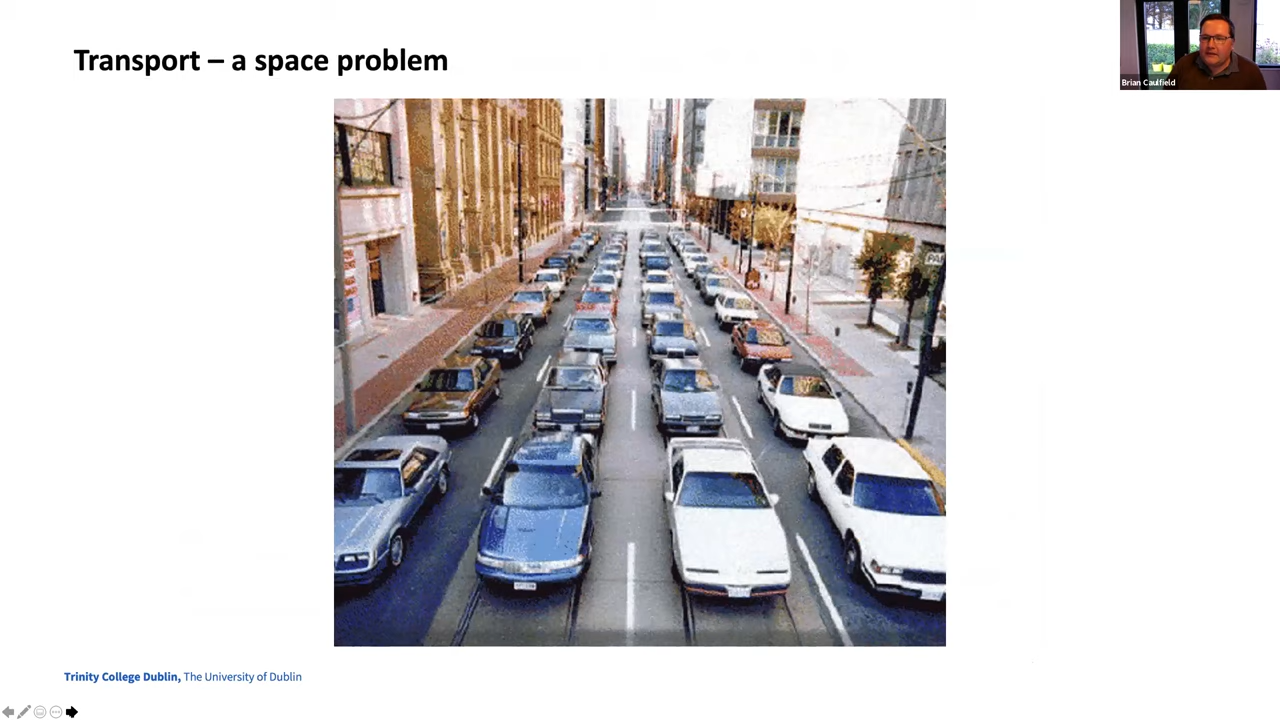 Transport – a space problem
Brian Caulfield
Trinity College Dublin, The University of Dublin